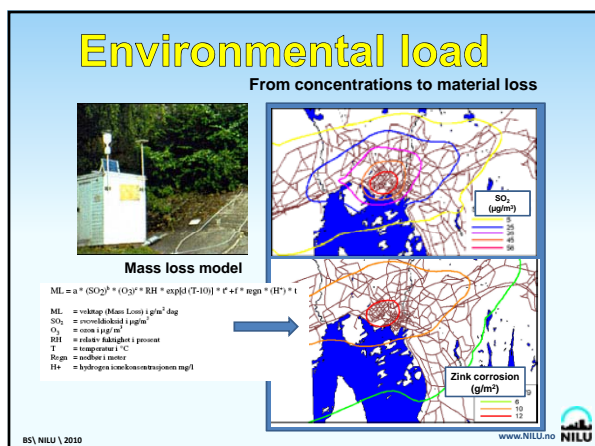 Environmental load
From concentrations to material loss
SO₂
(µg/m³)
5
25
45
58
Mass loss model
ML = a * (SO₂)ᵇ * (O₃)ᶜ * RH * exp[d (T-10)] * tᵉ +f * regn * (H⁺) * t
ML = vekttap (Mass Loss) i g/m² dag
SO₂ = svoveldioksid i µg/m³
O₃ = ozon i µg/ m³
RH = relativ fuktighet i prosent
T = temperatur i °C
Regn = nedbør i meter
H+ = hydrogen ionekonsentrasjonen mg/l
Zink corrosion
(g/m²)
9
6
10
12
BS\ NILU \ 2010
www.NILU.no
NILU